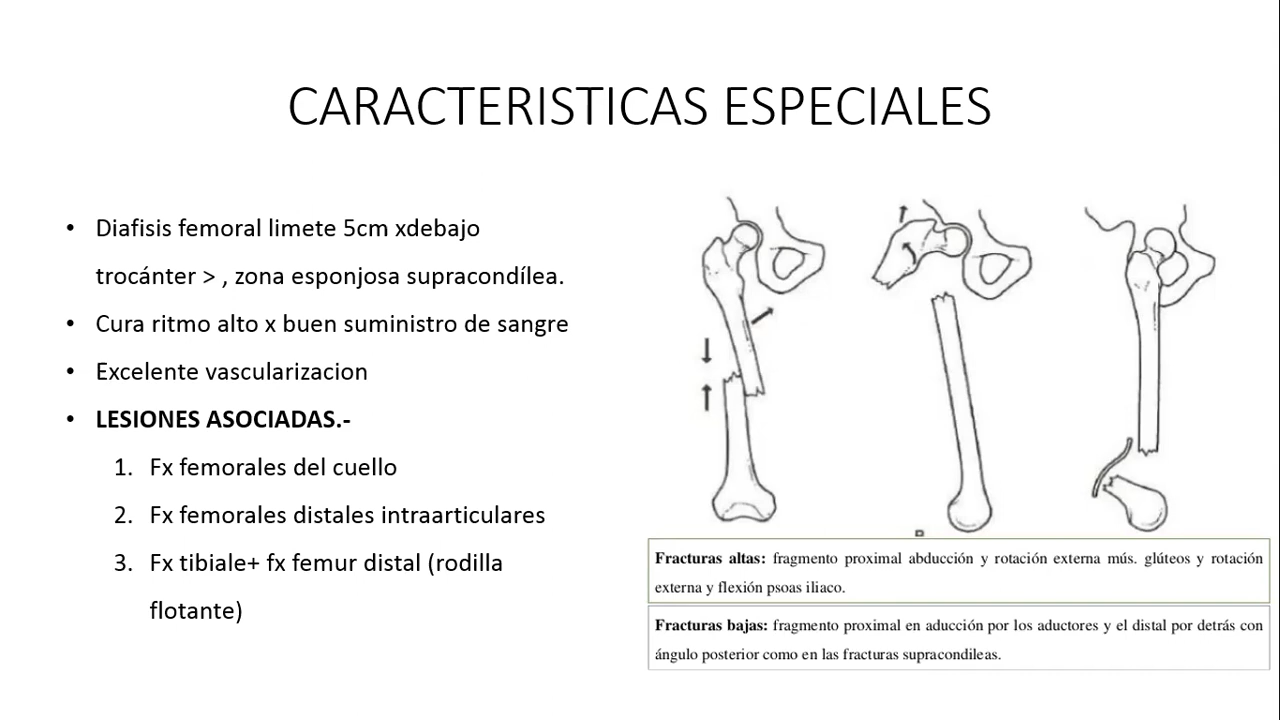 CARACTERISTICAS ESPECIALES
• Diafisis femoral limete 5cm xdebajo
trocánter > , zona esponjosa supracondílea.
• Cura ritmo alto x buen suministro de sangre
• Excelente vascularizacion
• LESIONES ASOCIADAS.-
1. Fx femorales del cuello
2. Fx femorales distales intraarticulares
3. Fx tibiale+ fx femur distal (rodilla
flotante)
Fracturas altas: fragmento proximal abducción y rotación externa mús. glúteos y rotación
externa y flexión psoas iliaco.
Fracturas bajas: fragmento proximal en aducción por los aductores y el distal por detrás con
ángulo posterior como en las fracturas supracondileas.